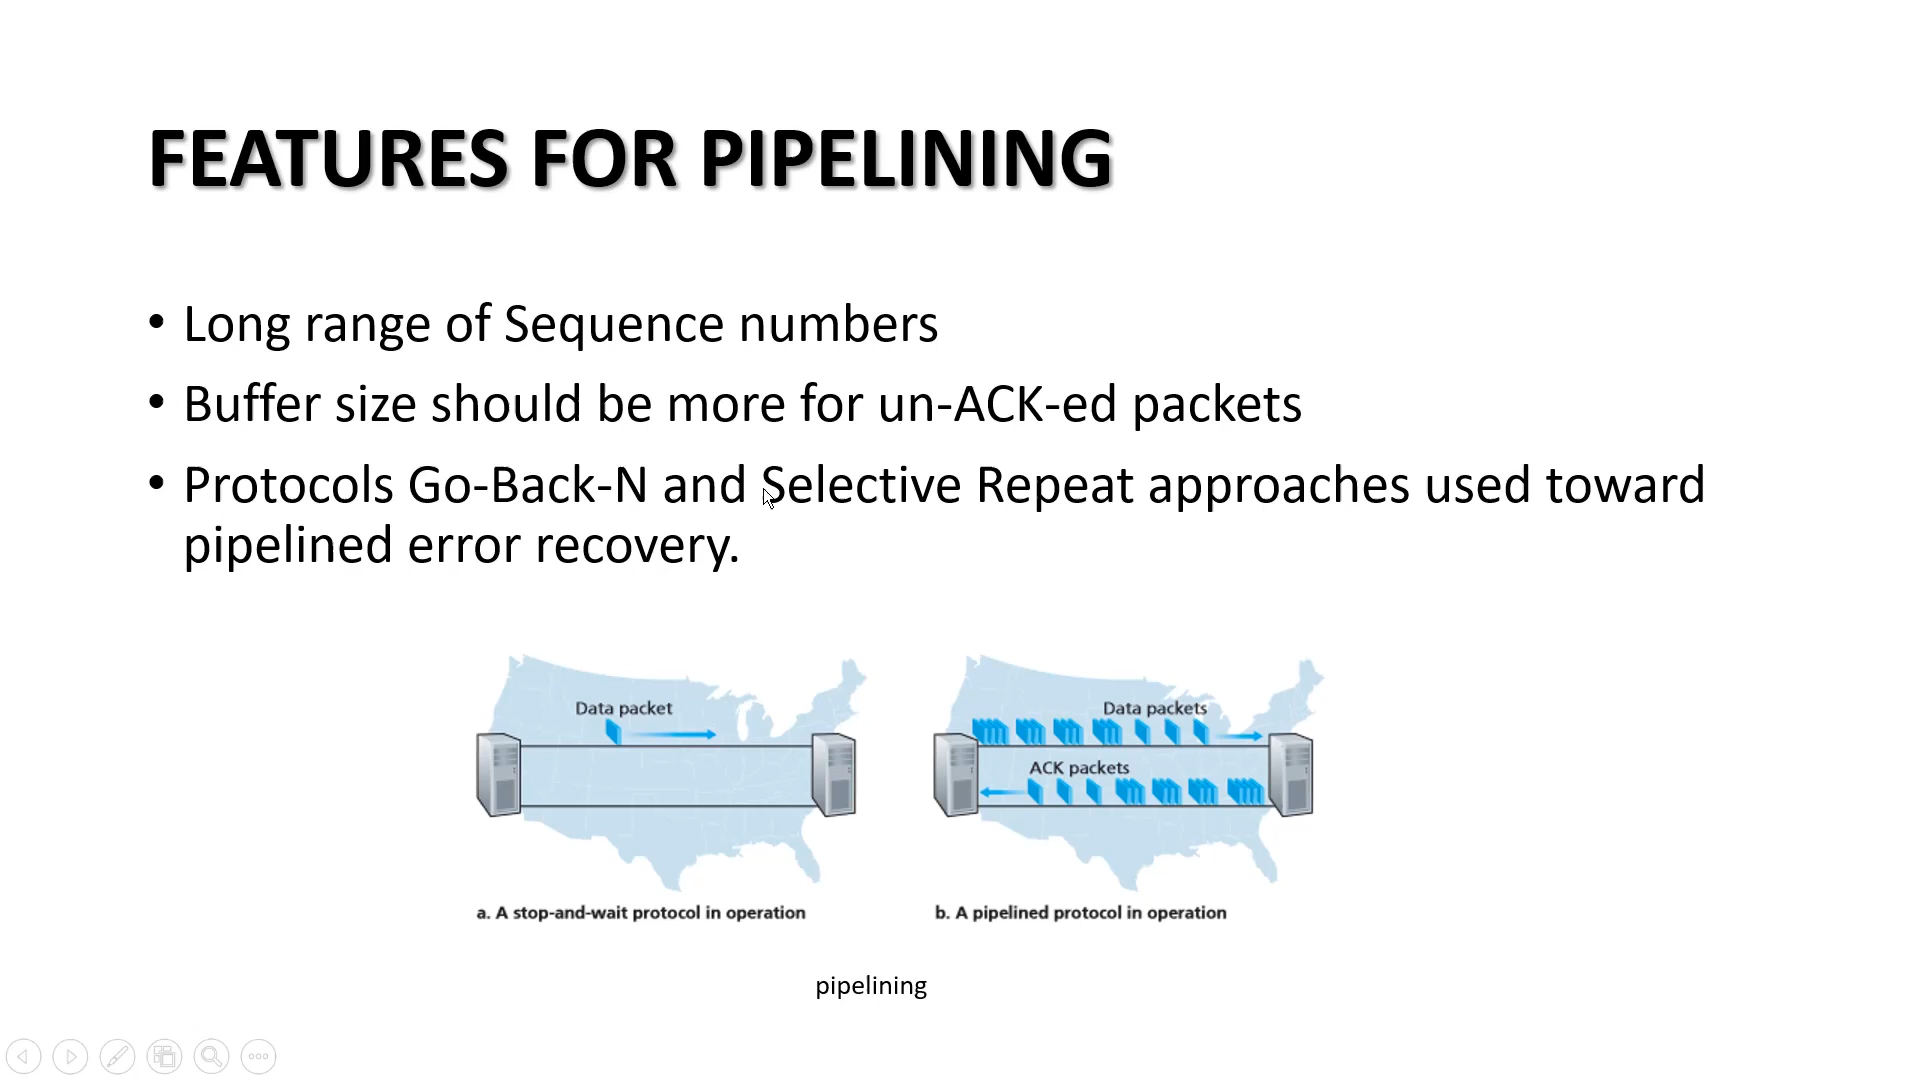 FEATURES FOR PIPELINING
• Long range of Sequence numbers
• Buffer size should be more for un-ACK-ed packets
• Protocols Go-Back-N and Selective Repeat approaches used toward
pipelined error recovery.
Data packet
Data packets
ACK packets
a. A stop-and-wait protocol in operation
b. A pipelined protocol in operation
pipelining